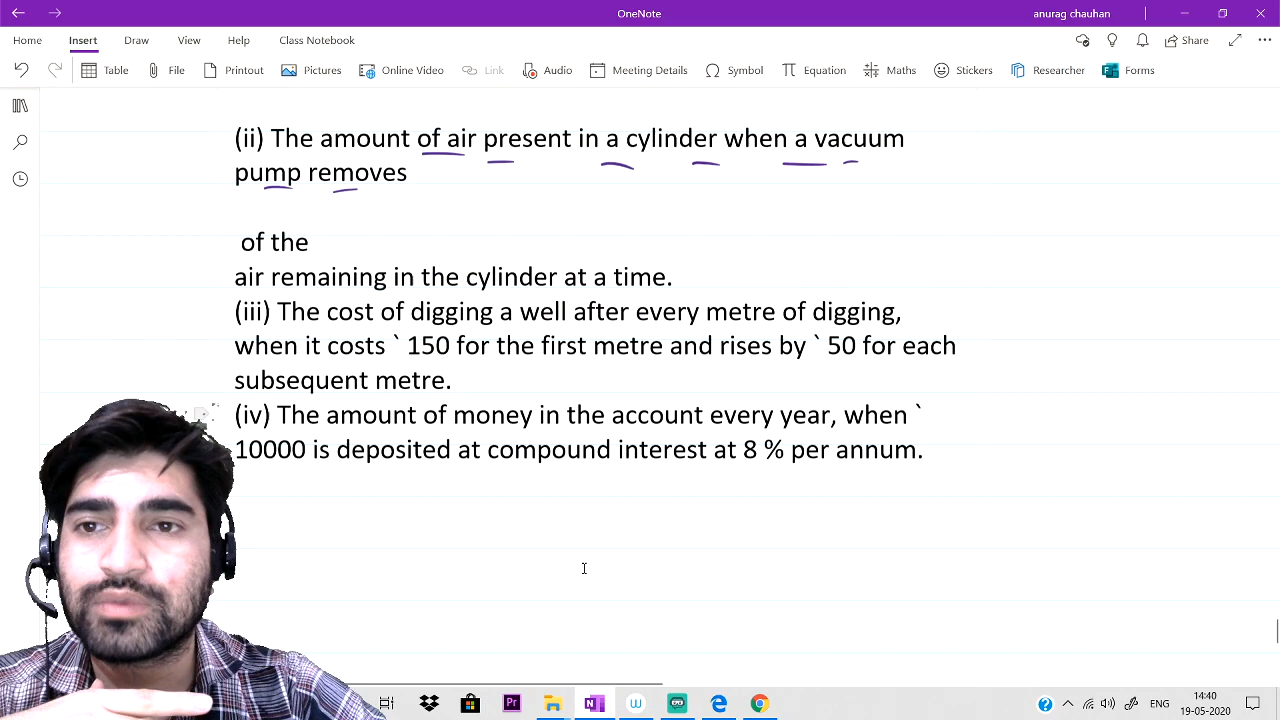 OneNote
anurag chauhan
Home Insert Draw View Help Class Notebook
Share
Table File Printout Pictures Online Video Link Audio Meeting Details Symbol Equation Maths Stickers Researcher Forms
(ii) The amount of air present in a cylinder when a vacuum
pump removes
of the
air remaining in the cylinder at a time.
(iii) The cost of digging a well after every metre of digging,
when it costs ` 150 for the first metre and rises by ` 50 for each
subsequent metre.
(iv) The amount of money in the account every year, when `
10000 is deposited at compound interest at 8 % per annum.
14:40
ENG
19-05-2020